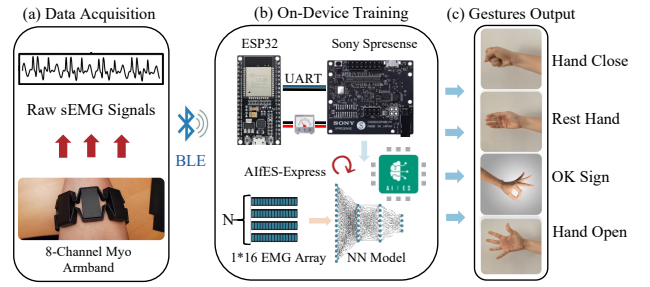 (a) Data Acquisition
Raw sEMG Signals
8-Channel Myo
Armband
BLE
(b) On-Device Training
ESP32
Sony Spresense
UART
SONY
AIfES-Express
AIfES
N
1*16 EMG Array
NN Model
(c) Gestures Output
Hand Close
Rest Hand
OK Sign
Hand Open